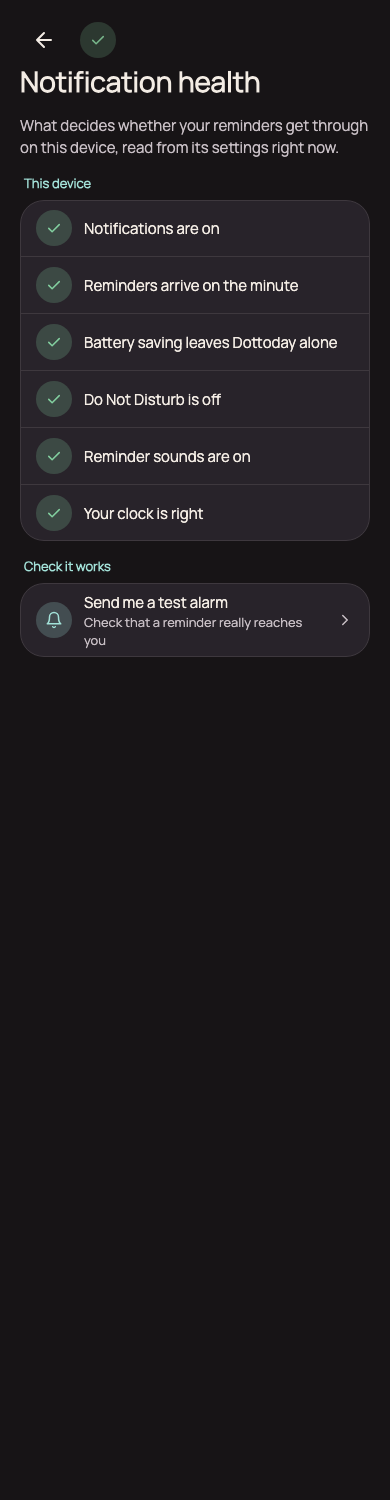 Notification health
What decides whether your reminders get through
on this device, read from its settings right now.
This device
Notifications are on
Reminders arrive on the minute
Battery saving leaves Dottoday alone
Do Not Disturb is off
Reminder sounds are on
Your clock is right
Check it works
Send me a test alarm
Check that a reminder really reaches
you